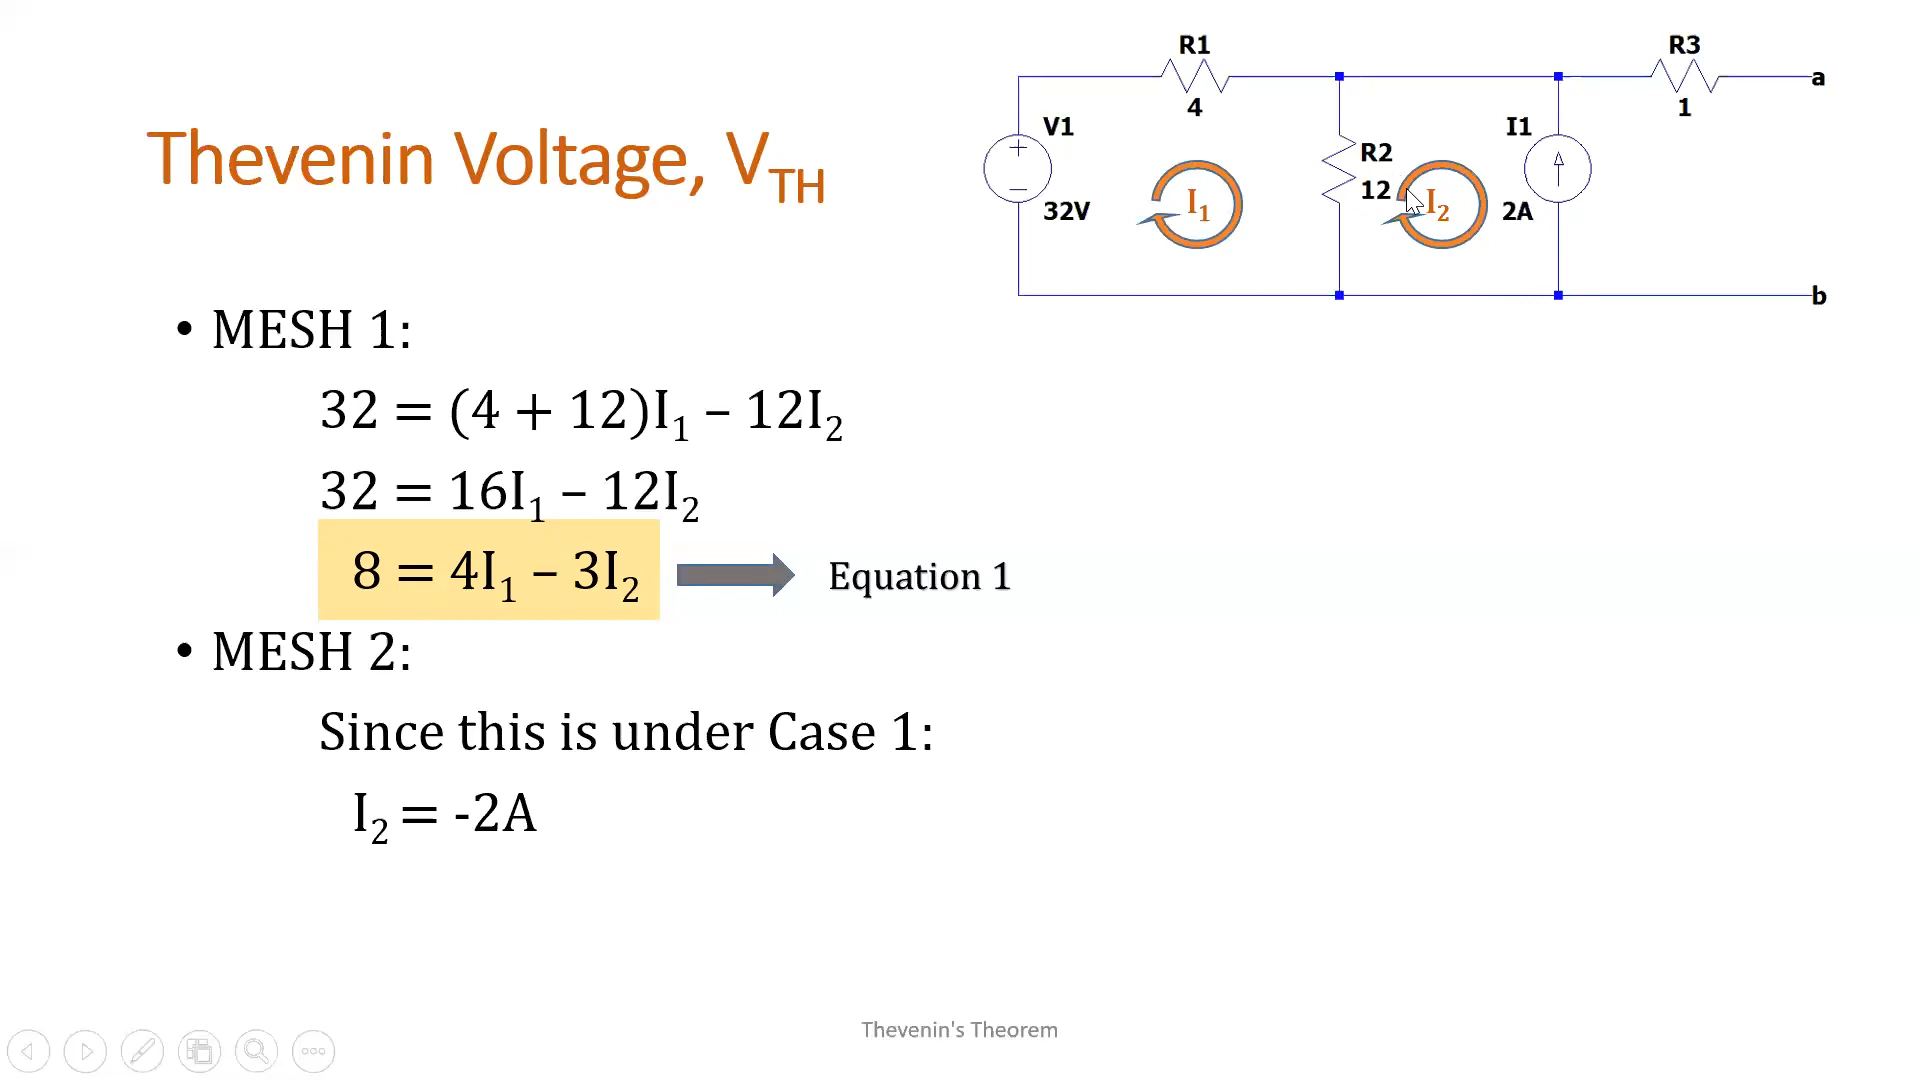 Thevenin Voltage, V_TH
R1
4
R3
1
a
V1
32V
I₁
R2
12
I₂
I1
2A
b
• MESH 1:
32 = (4 + 12)I₁ – 12I₂
32 = 16I₁ – 12I₂
8 = 4I₁ – 3I₂
Equation 1
• MESH 2:
Since this is under Case 1:
I₂ = -2A
Thevenin's Theorem